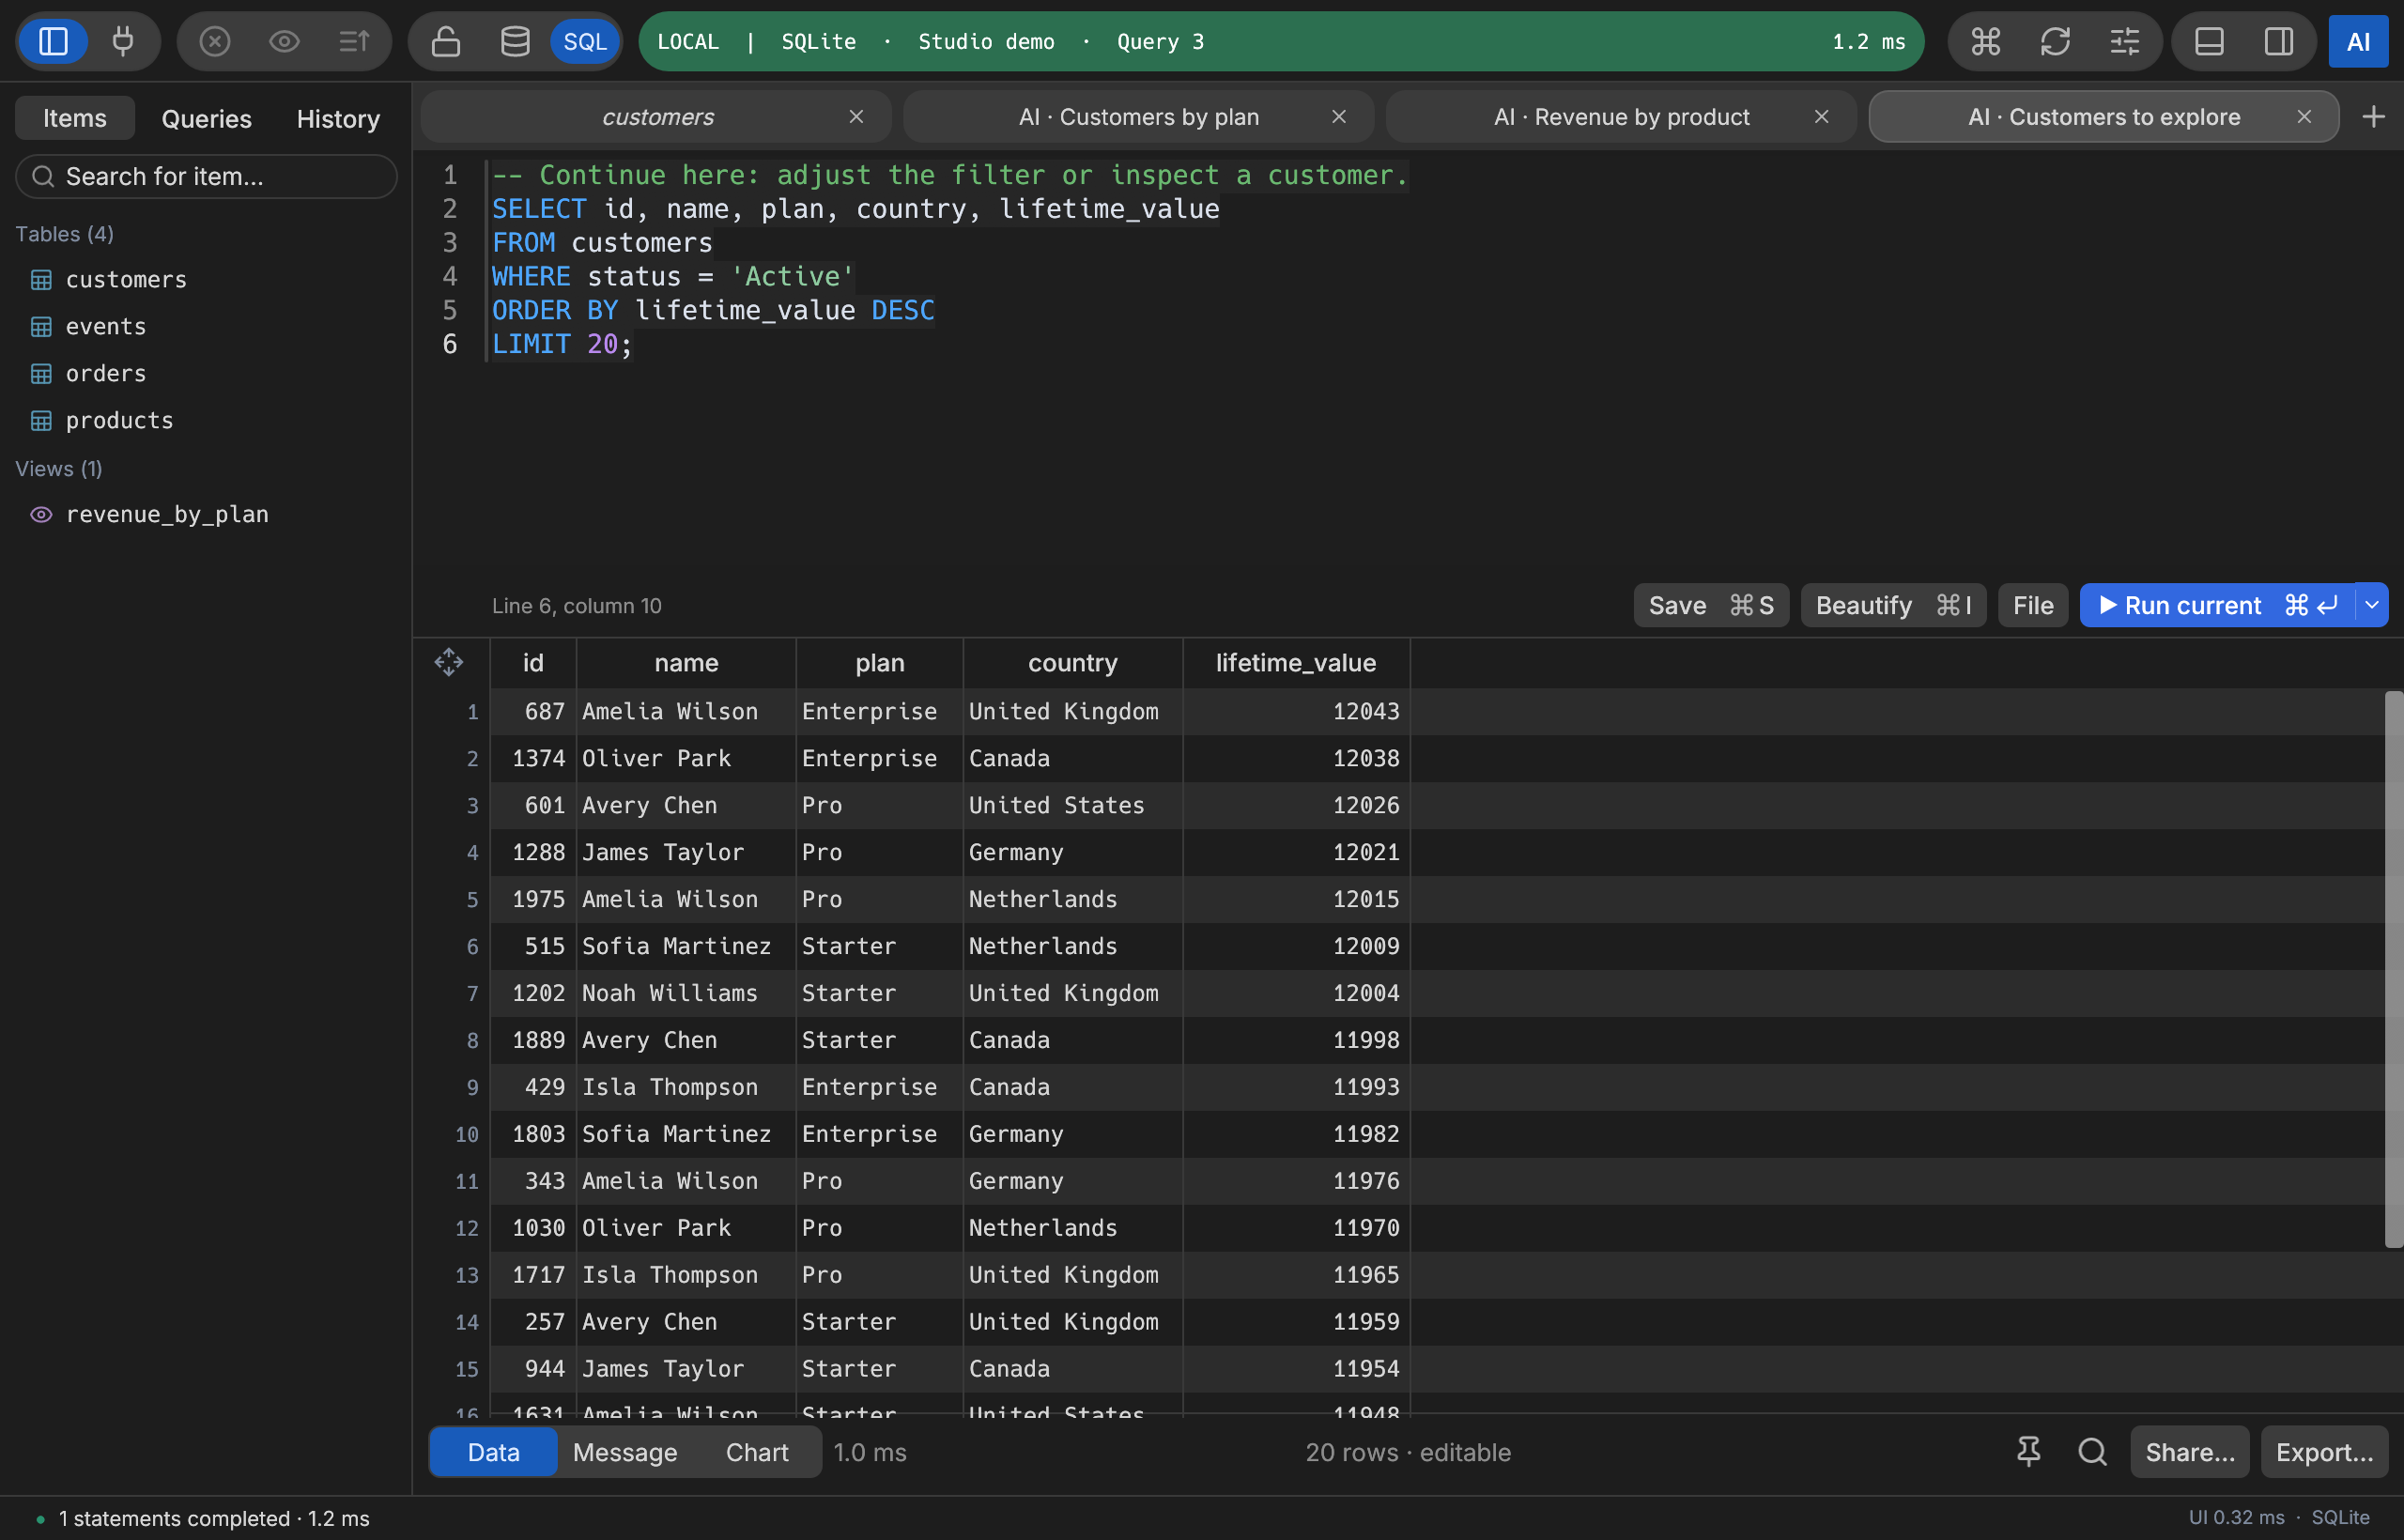 SQL
LOCAL | SQLite · Studio demo · Query 3
1.2 ms
AI
Items
Queries
History
customers
AI · Customers by plan
AI · Revenue by product
AI · Customers to explore
Search for item...
Tables (4)
customers
events
orders
products
Views (1)
revenue_by_plan
1 -- Continue here: adjust the filter or inspect a customer.
2 SELECT id, name, plan, country, lifetime_value
3 FROM customers
4 WHERE status = 'Active'
5 ORDER BY lifetime_value DESC
6 LIMIT 20;
Line 6, column 10
Save ⌘ S
Beautify ⌘ I
File
Run current ⌘ ↵
id name plan country lifetime_value
1 687 Amelia Wilson Enterprise United Kingdom 12043
2 1374 Oliver Park Enterprise Canada 12038
3 601 Avery Chen Pro United States 12026
4 1288 James Taylor Pro Germany 12021
5 1975 Amelia Wilson Pro Netherlands 12015
6 515 Sofia Martinez Starter Netherlands 12009
7 1202 Noah Williams Starter United Kingdom 12004
8 1889 Avery Chen Starter Canada 11998
9 429 Isla Thompson Enterprise Canada 11993
10 1803 Sofia Martinez Enterprise Germany 11982
11 343 Amelia Wilson Pro Germany 11976
12 1030 Oliver Park Pro Netherlands 11970
13 1717 Isla Thompson Pro United Kingdom 11965
14 257 Avery Chen Starter United Kingdom 11959
15 944 James Taylor Starter Canada 11954
16 1631 Amelia Wilson Starter United States 11948
Data
Message
Chart
1.0 ms
20 rows · editable
Share...
Export...
1 statements completed · 1.2 ms
UI 0.32 ms · SQLite